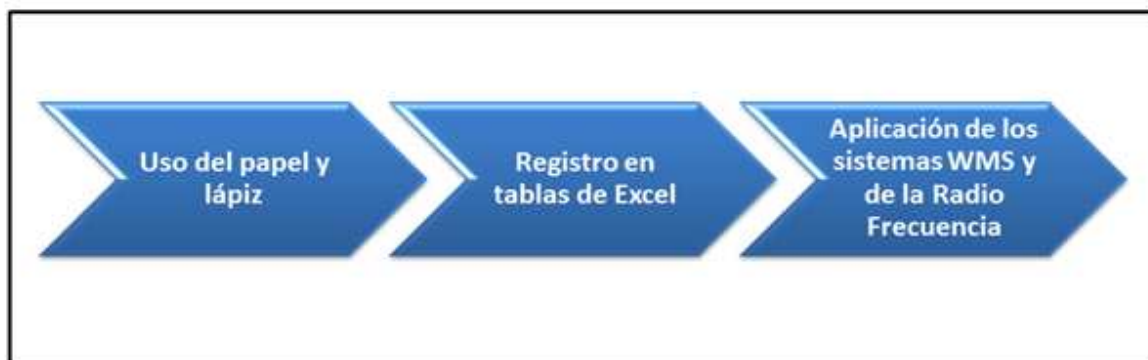 Uso del papel y
lápiz
Registro en
tablas de Excel
Aplicación de los
sistemas WMS y
de la Radio
Frecuencia